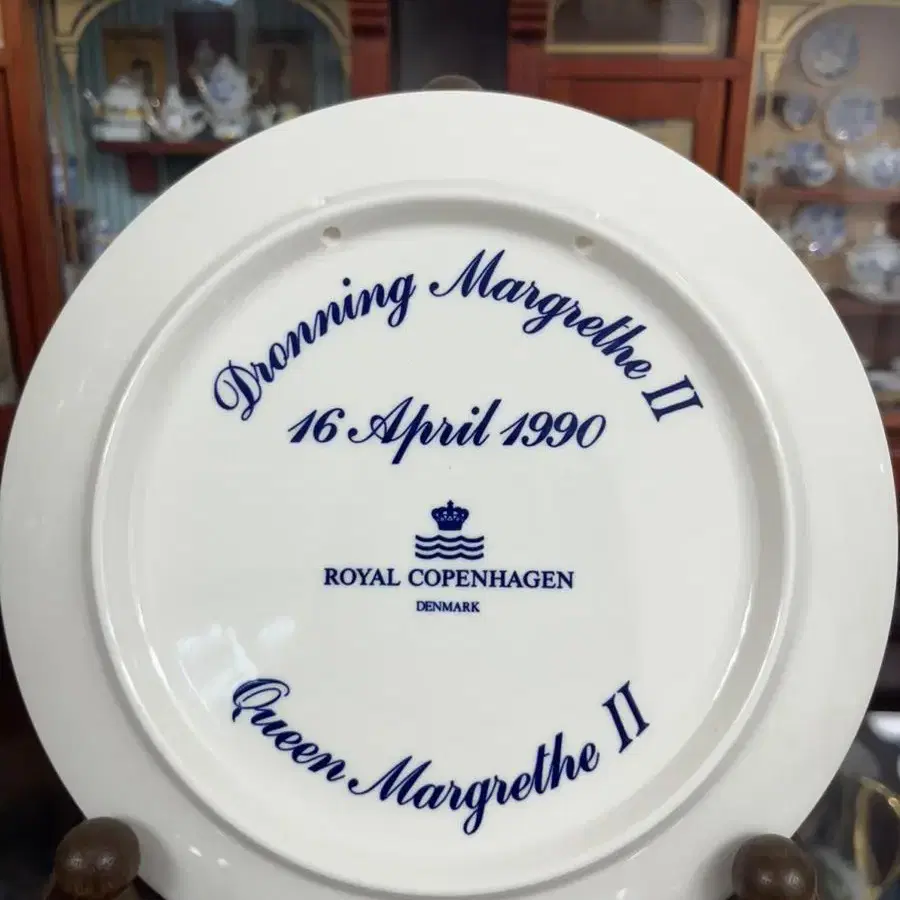 Dronning Margrethe II
16 April 1990
ROYAL COPENHAGEN
DENMARK
Queen Margrethe II